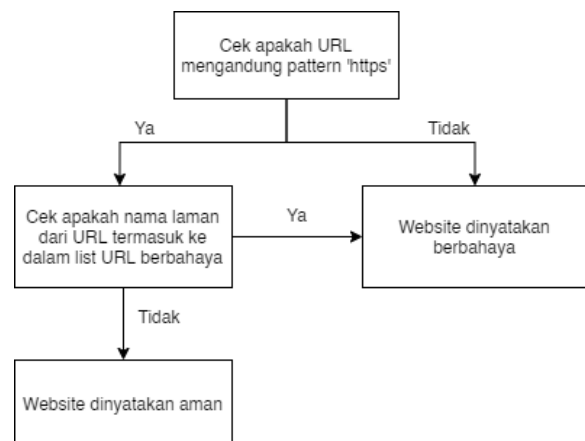 Cek apakah URL
mengandung pattern 'https'
Ya
Tidak
Cek apakah nama laman
dari URL termasuk ke
dalam list URL berbahaya
Ya
Website dinyatakan
berbahaya
Tidak
Website dinyatakan aman